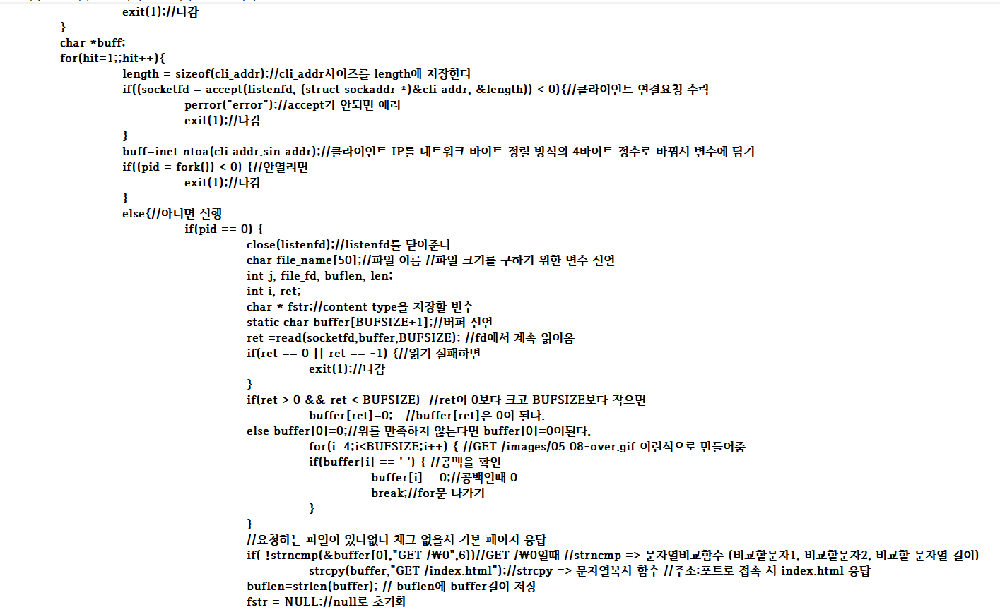 exit(1);//나감
}
char *buff;
for(hit=1;;hit++){
length = sizeof(cli_addr);//cli_addr사이즈를 length에 저장한다
if((socketfd = accept(listenfd, (struct sockaddr *)&cli_addr, &length)) < 0){//클라이언트 연결요청 수락
perror("error");//accept가 안되면 에러
exit(1);//나감
}
buff=inet_ntoa(cli_addr.sin_addr);//클라이언트 IP를 네트워크 바이트 정렬 방식의 4바이트 정수로 바꿔서 변수에 담기
if((pid = fork()) < 0) {//안열리면
exit(1);//나감
}
else{//아니면 실행
if(pid == 0) {
close(listenfd);//listenfd를 닫아준다
char file_name[50];//파일 이름 //파일 크기를 구하기 위한 변수 선언
int j, file_fd, buflen, len;
int i, ret;
char * fstr;//content type을 저장할 변수
static char buffer[BUFSIZE+1];//버퍼 선언
ret =read(socketfd,buffer,BUFSIZE); //fd에서 계속 읽어옴
if(ret == 0 || ret == -1) {//읽기 실패하면
exit(1);//나감
}
if(ret > 0 && ret < BUFSIZE)  //ret이 0보다 크고 BUFSIZE보다 작으면
buffer[ret]=0;   //buffer[ret]은 0이 된다.
else buffer[0]=0;//위를 만족하지 않는다면 buffer[0]=0이된다.
for(i=4;i<BUFSIZE;i++) { //GET /images/05_08-over.gif 이런식으로 만들어줌
if(buffer[i] == ' ') { //공백을 확인
buffer[i] = 0;//공백일때 0
break;//for문 나가기
}
}
//요청하는 파일이 있나없나 체크 없을시 기본 페이지 응답
if( !strncmp(&buffer[0],"GET /₩0",6))//GET /₩0일때 //strncmp => 문자열비교함수 (비교할문자1, 비교할문자2, 비교할 문자열 길이)
strcpy(buffer,"GET /index.html");//strcpy => 문자열복사 함수 //주소:포트로 접속 시 index.html 응답
buflen=strlen(buffer); // buflen에 buffer길이 저장
fstr = NULL;//null로 초기화